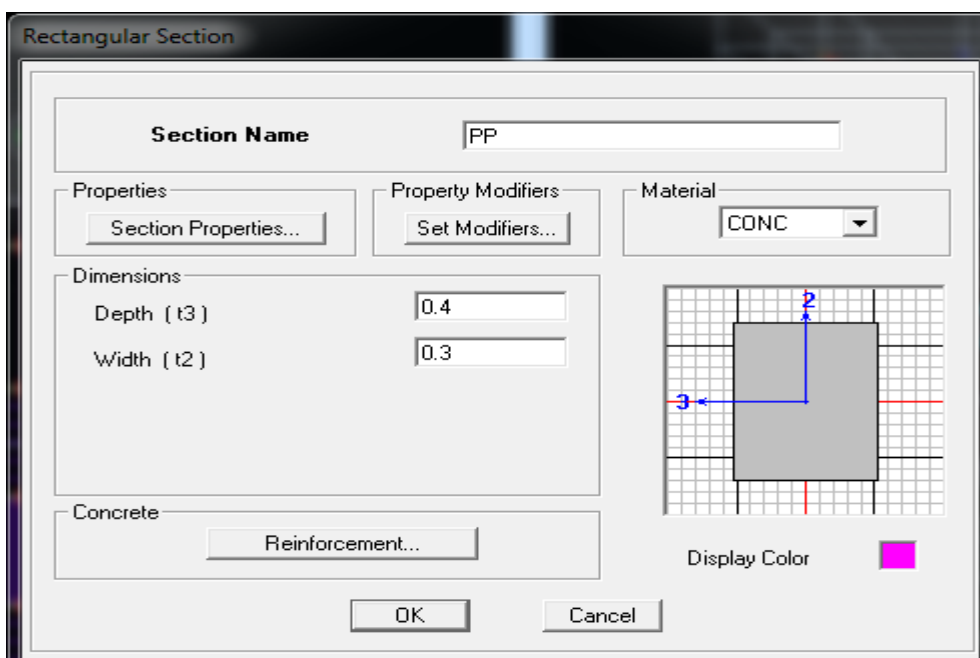 Rectangular Section
Section Name PP
Properties Property Modifiers Material
Section Properties... Set Modifiers... CONC
Dimensions
Depth ( t3 ) 0.4
Width ( t2 ) 0.3
2
3
Concrete
Reinforcement...
Display Color
OK Cancel